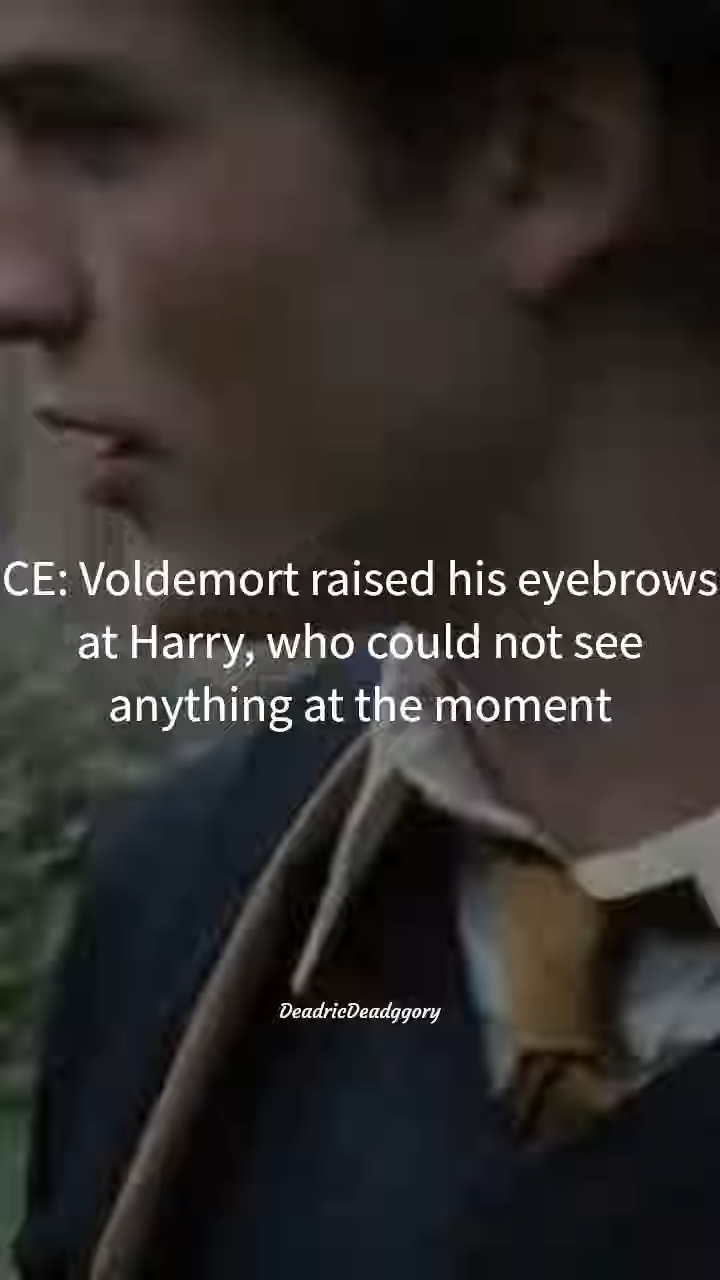 CE: Voldemort raised his eyebrows
at Harry, who could not see
anything at the moment
DeadricDeadggory